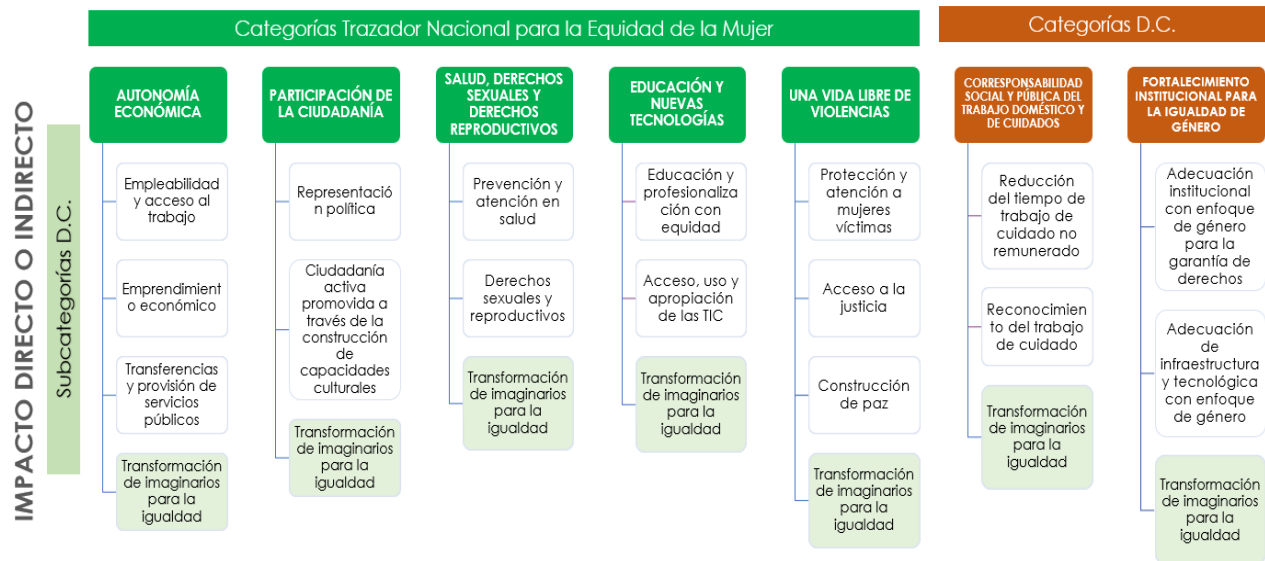 Categorías Trazador Nacional para la Equidad de la Mujer
Categorías D.C.
IMPACTO DIRECTO O INDIRECTO
Subcategorías D.C.
AUTONOMÍA
ECONÓMICA
Empleabilidad
y acceso al
trabajo
Emprendimient
o económico
Transferencias
y provisión de
servicios
públicos
Transformación
de imaginarios
para la
igualdad
PARTICIPACIÓN DE
LA CIUDADANÍA
Representació
n política
Ciudadanía
activa
promovida a
través de la
construcción
de
capacidades
culturales
Transformación
de imaginarios
para la
igualdad
SALUD, DERECHOS
SEXUALES Y
DERECHOS
REPRODUCTIVOS
Prevención y
atención en
salud
Derechos
sexuales y
reproductivos
Transformación
de imaginarios
para la
igualdad
EDUCACIÓN Y
NUEVAS
TECNOLOGÍAS
Educación y
profesionaliza
ción con
equidad
Acceso, uso y
apropiación
de las TIC
Transformación
de imaginarios
para la
igualdad
UNA VIDA LIBRE DE
VIOLENCIAS
Protección y
atención a
mujeres
víctimas
Acceso a la
justicia
Construcción
de paz
Transformación
de imaginarios
para la
igualdad
CORRESPONSABILIDAD
SOCIAL Y PÚBLICA DEL
TRABAJO DOMÉSTICO Y
DE CUIDADOS
Reducción
del tiempo de
trabajo de
cuidado no
remunerado
Reconocimien
to del trabajo
de cuidado
Transformación
de imaginarios
para la
igualdad
FORTALECIMIENTO
INSTITUCIONAL PARA
LA IGUALDAD DE
GÉNERO
Adecuación
institucional
con enfoque
de género
para la
garantía de
derechos
Adecuación
de
infraestructura
y tecnológica
con enfoque
de género
Transformación
de imaginarios
para la
igualdad